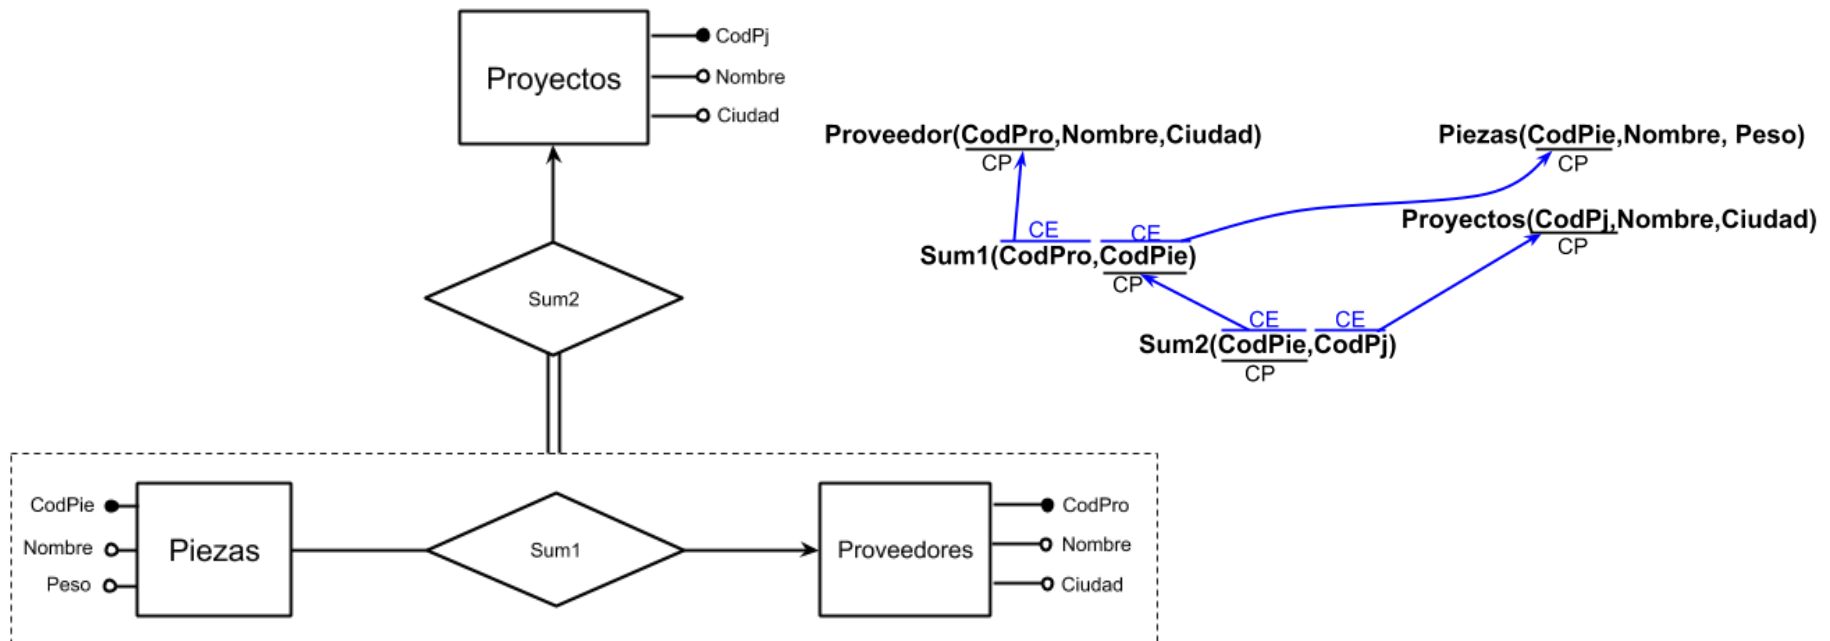 CodPj
Proyectos
Nombre
Ciudad
Sum2
CodPie
Nombre
Peso
Piezas
Sum1
Proveedores
CodPro
Nombre
Ciudad
Proveedor(CodPro,Nombre,Ciudad)
CP
Piezas(CodPie,Nombre, Peso)
CP
Proyectos(CodPj,Nombre,Ciudad)
CP
CE CE
Sum1(CodPro,CodPie)
CP
CE CE
Sum2(CodPie,CodPj)
CP